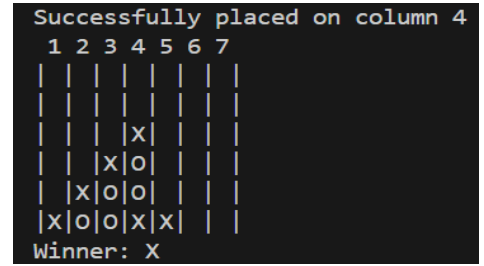 Successfully placed on column 4
 1 2 3 4 5 6 7
| | | | | | | |
| | | | | | | |
| | | |X| | | |
| | |X|O| | | |
| |X|O|O| | | |
|X|O|O|X|X| | |
Winner: X